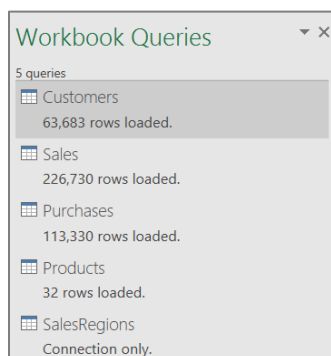 Workbook Queries
5 queries
Customers
63,683 rows loaded.
Sales
226,730 rows loaded.
Purchases
113,330 rows loaded.
Products
32 rows loaded.
SalesRegions
Connection only.